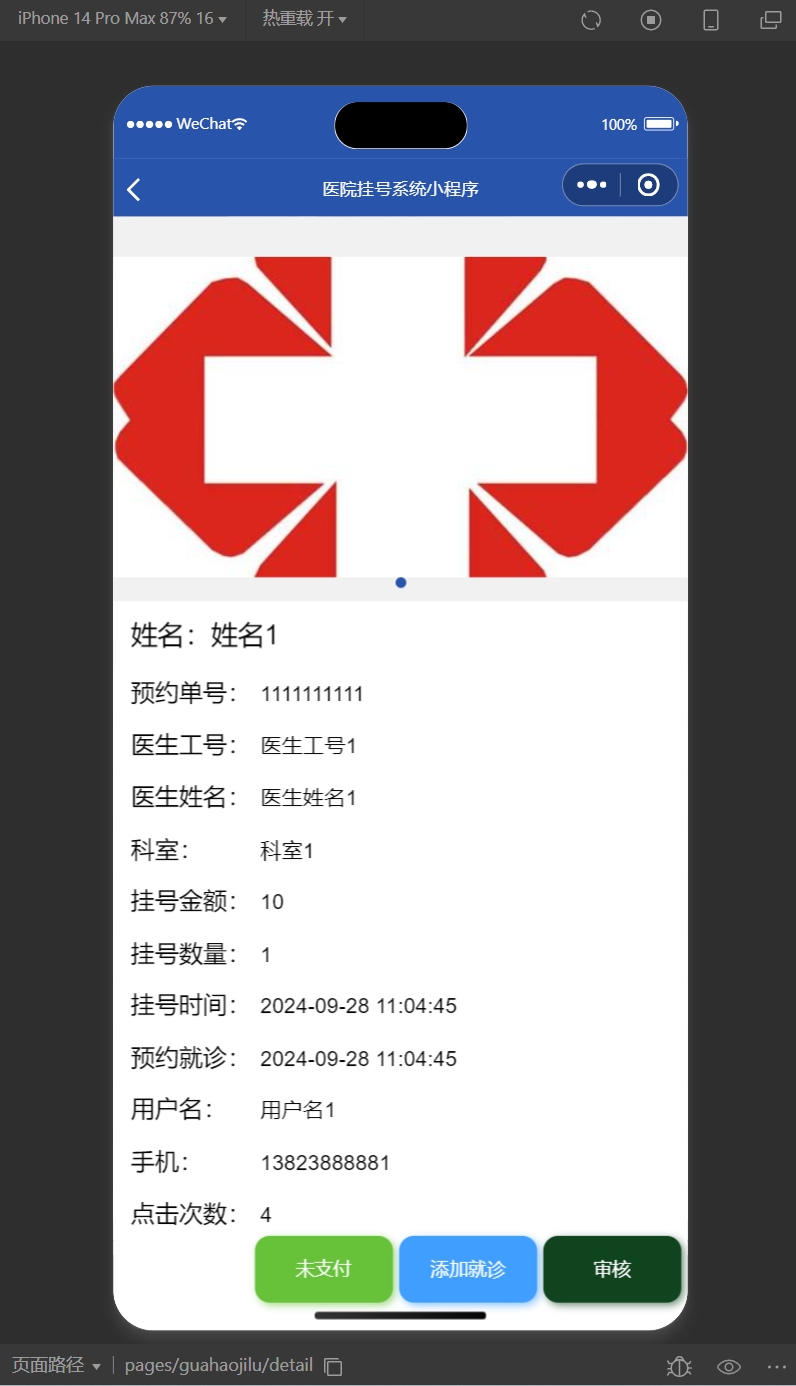 iPhone 14 Pro Max 87% 16 热重载 开
WeChat 100%
医院挂号系统小程序
姓名：姓名1
预约单号： 1111111111
医生工号： 医生工号1
医生姓名： 医生姓名1
科室： 科室1
挂号金额： 10
挂号数量： 1
挂号时间： 2024-09-28 11:04:45
预约就诊： 2024-09-28 11:04:45
用户名： 用户名1
手机： 13823888881
点击次数： 4
未支付 添加就诊 审核
页面路径 pages/guahaojilu/detail